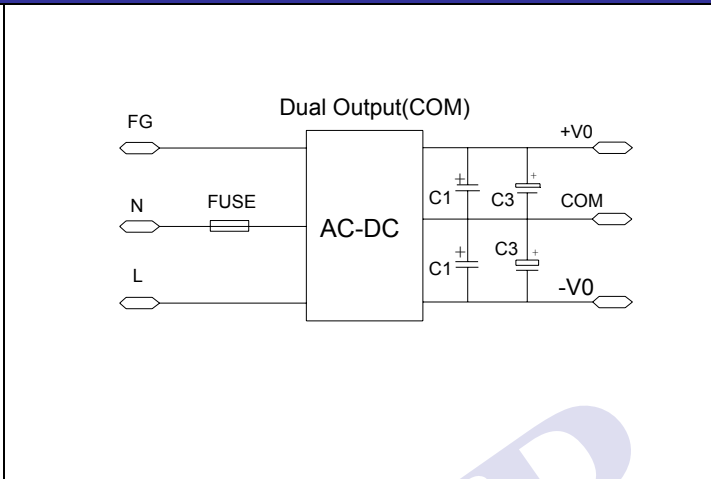 Dual Output(COM)
FG
+V0
C1
C3
N
FUSE
AC-DC
COM
C1
C3
L
-V0